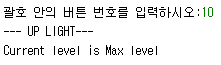 괄호 안의 버튼 번호를 입력하시오:10
--- UP LIGHT---
Current level is Max level